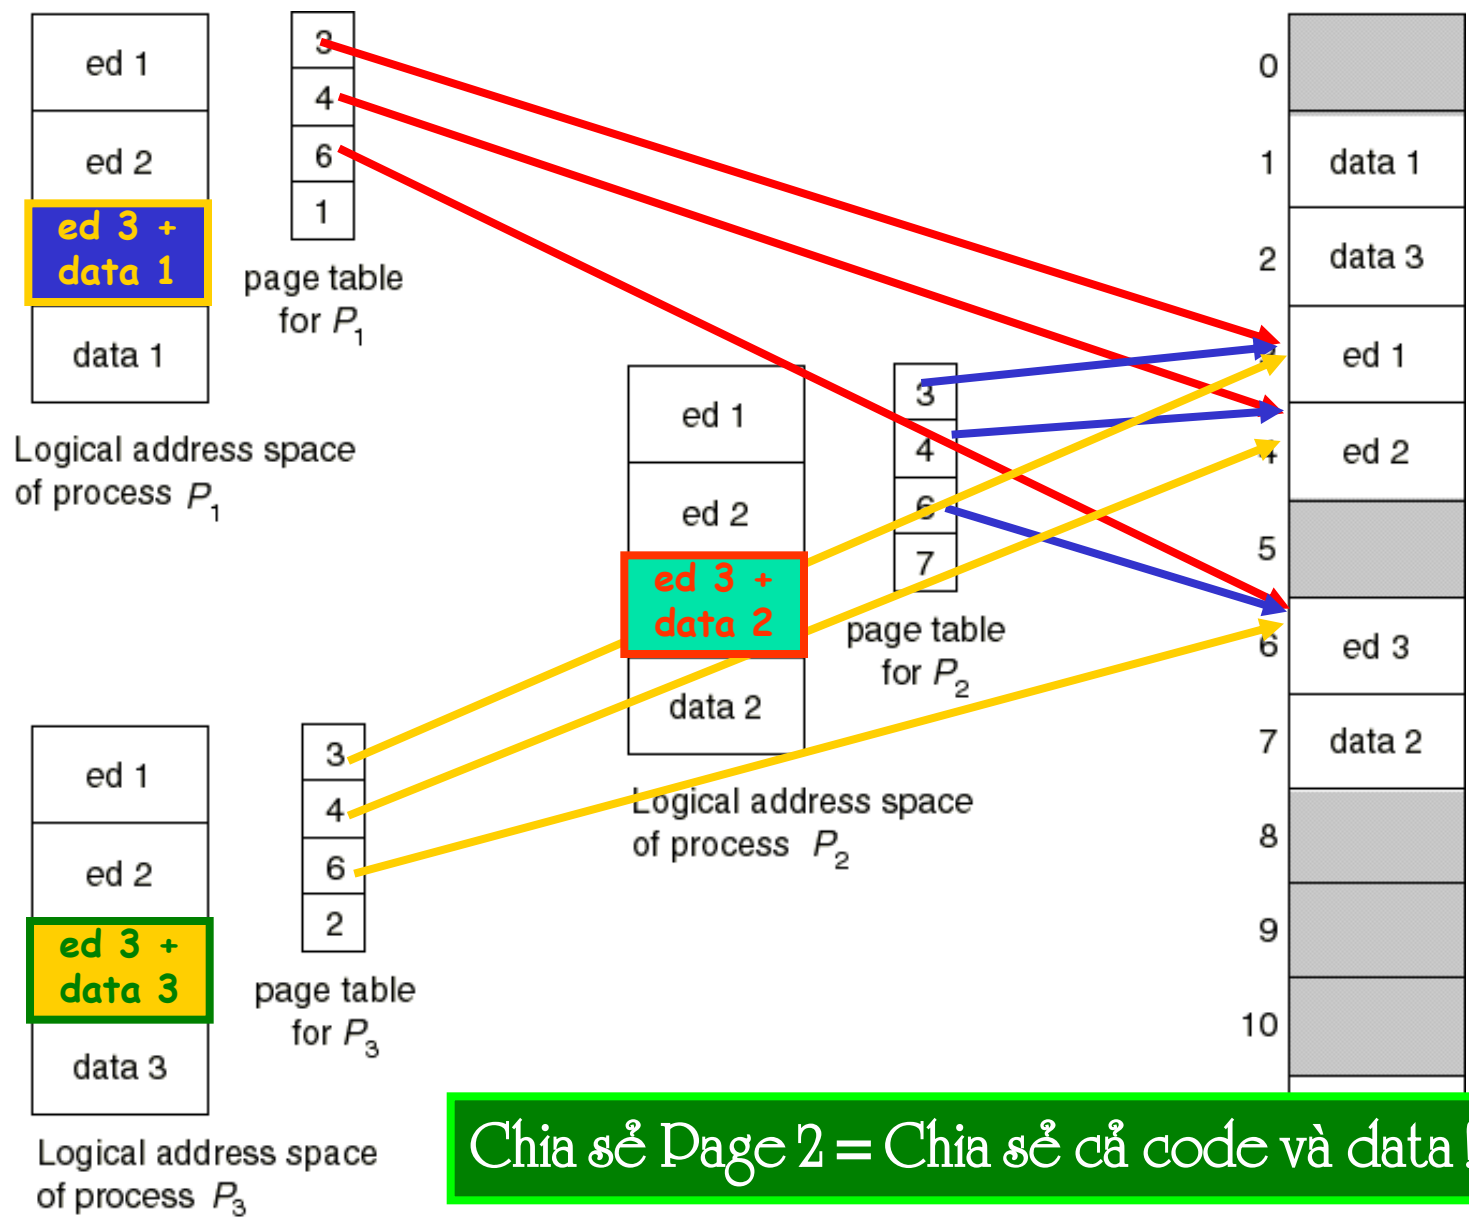 ed 1
ed 2
ed 3 +
data 1
data 1
Logical address space
of process P1
3
4
6
1
page table
for P1
ed 1
ed 2
ed 3 +
data 2
data 2
Logical address space
of process P2
3
4
6
7
page table
for P2
ed 1
ed 2
ed 3 +
data 3
data 3
Logical address space
of process P3
3
4
6
2
page table
for P3
0
1 data 1
2 data 3
ed 1
4 ed 2
5
6 ed 3
7 data 2
8
9
10
Chia sẻ Page 2 = Chia sẻ cả code và data !